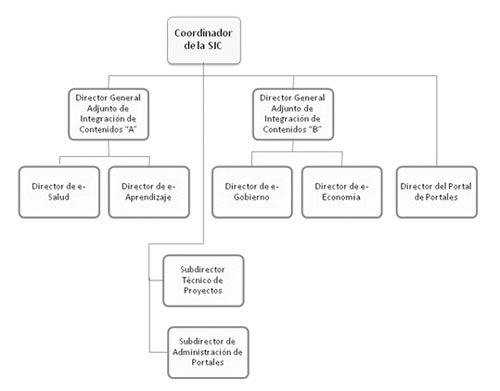 Coordinador
de la SIC
Director General
Adjunto de
Integración de
Contenidos "A"
Director General
Adjunto de
Integración de
Contenidos "B"
Director de e-
Salud
Director de e-
Aprendizaje
Director de e-
Gobierno
Director de e-
Economía
Director del Portal
de Portales
Subdirector
Técnico de
Proyectos
Subdirector de
Administración de
Portales